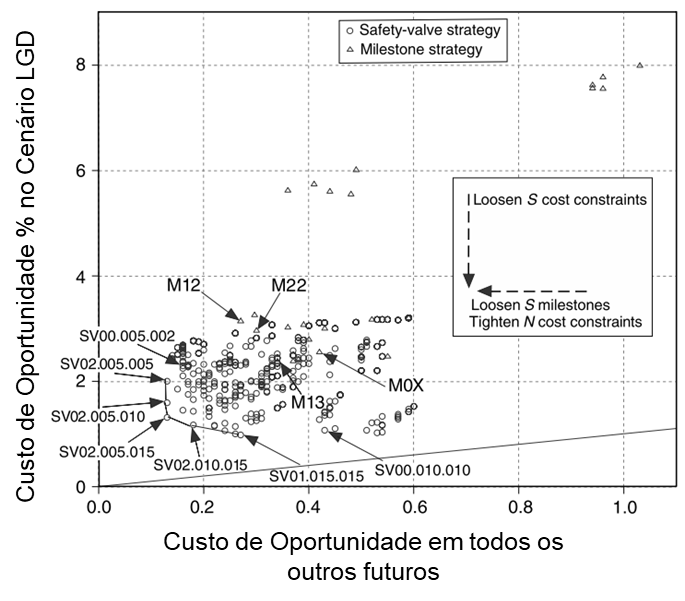 Safety-valve strategy
Milestone strategy
Custo de Oportunidade % no Cenário LGD
8
6
4
2
0
Loosen S cost constraints
Loosen S milestones
Tighten N cost constraints
M12
M22
SV00.005.002
SV02.005.005
M0X
M13
SV02.005.010
SV02.005.015
SV02.010.015
SV01.015.015
SV00.010.010
0.0
0.2
0.4
0.6
0.8
1.0
Custo de Oportunidade em todos os
outros futuros